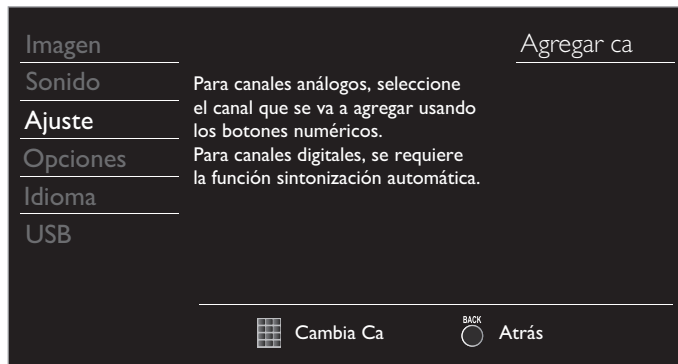 Imagen
Sonido
Ajuste
Opciones
Idioma
USB
Agregar ca
Para canales análogos, seleccione
el canal que se va a agregar usando
los botones numéricos.
Para canales digitales, se requiere
la función sintonización automática.
Cambia Ca
BACK
Atrás